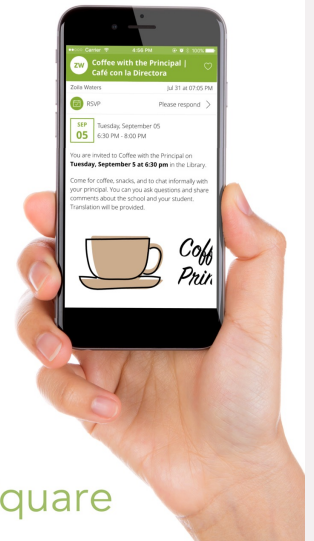 Carrier 4:56 PM 100%
ZW Coffee with the Principal |
Café con la Directora
Zoila Waters Jul 31 at 07:05 PM
RSVP Please respond >
SEP Tuesday, September 05
05 6:30 PM - 8:00 PM
You are invited to Coffee with the Principal on
Tuesday, September 5 at 6:30 pm in the Library.
Come for coffee, snacks, and to chat informally with
your principal. You can you ask questions and share
comments about the school and your student.
Translation will be provided.
Coff
Prin
quare